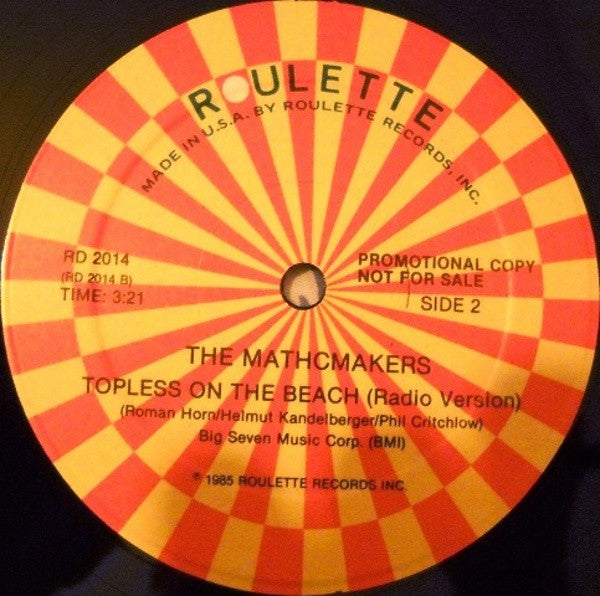 ROULETTE
MADE IN U.S.A. BY ROULETTE RECORDS, INC.
RD 2014
(RD 2014 B)
TIME: 3:21
PROMOTIONAL COPY
NOT FOR SALE
SIDE 2
THE MATHCMAKERS
TOPLESS ON THE BEACH (Radio Version)
(Roman Horn/Helmut Kandelberger/Phil Critchlow)
Big Seven Music Corp. (BMI)
℗ 1985 ROULETTE RECORDS INC.